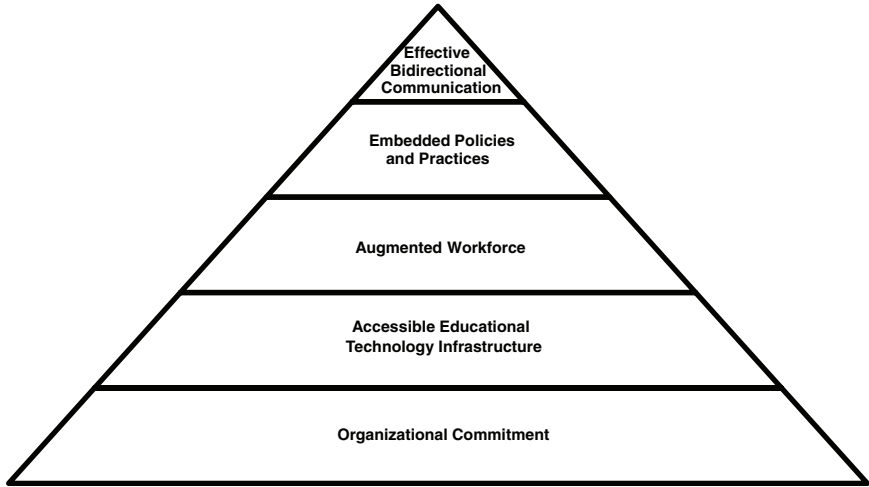 Effective
Bidirectional
Communication
Embedded Policies
and Practices
Augmented Workforce
Accessible Educational
Technology Infrastructure
Organizational Commitment